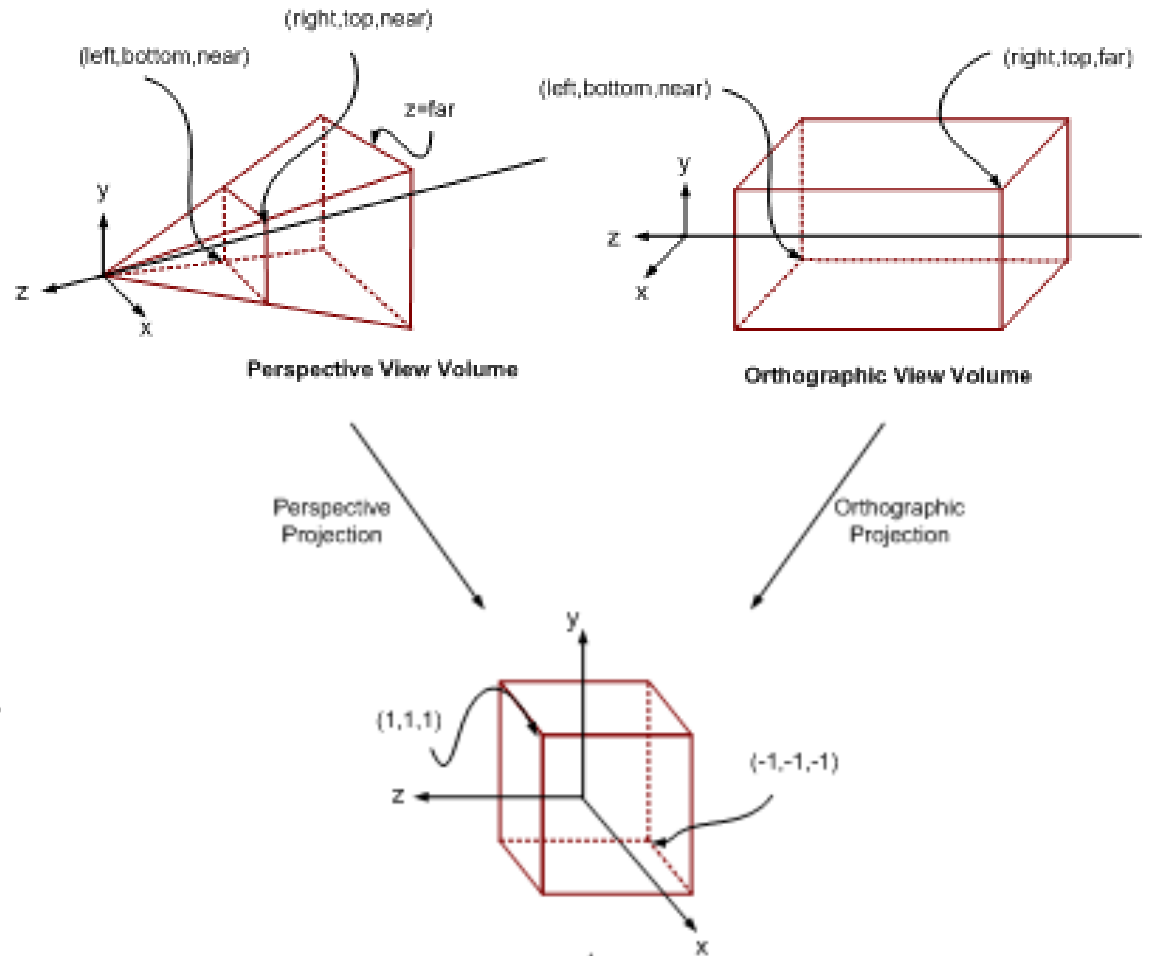 (right,top,near)
(left,bottom,near)
z=far
y
z
x
Perspective View Volume
(right,top,far)
(left,bottom,near)
y
z
x
Orthographic View Volume
Perspective
Projection
Orthographic
Projection
y
(1,1,1)
(-1,-1,-1)
z
x